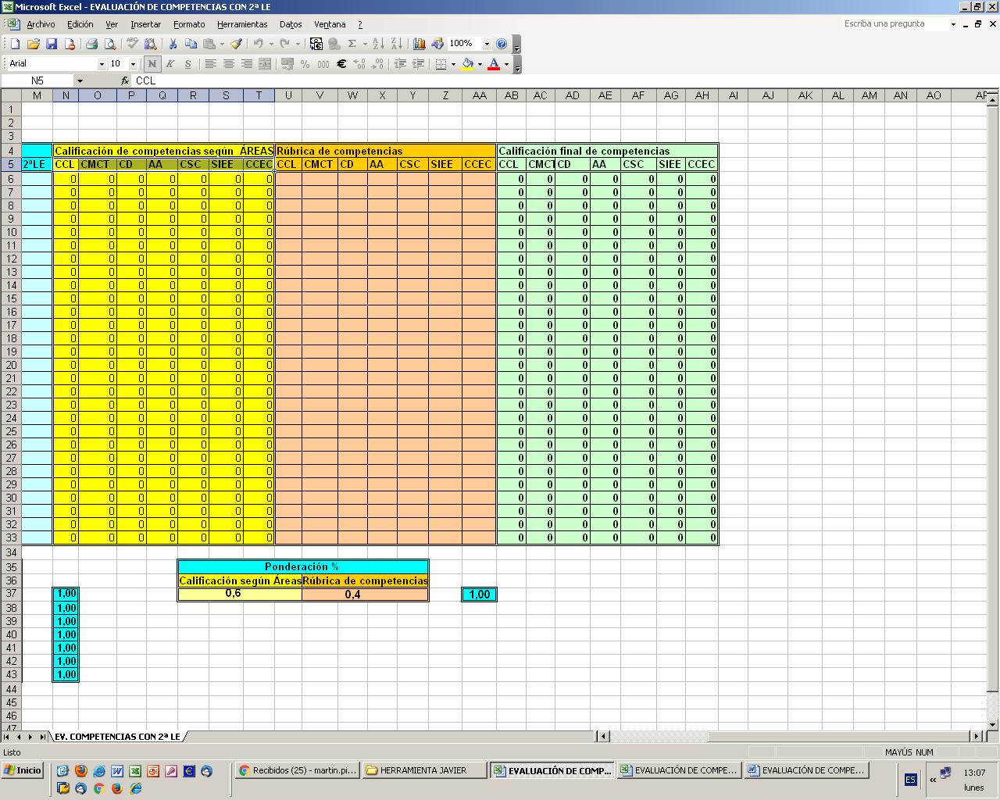 Microsoft Excel - EVALUACIÓN DE COMPETENCIAS CON 2ª LE
Archivo Edición Ver Insertar Formato Herramientas Datos Ventana ? Escriba una pregunta
100%
Arial 10 N K S
N5 fx CCL
M N O P Q R S T U V W X Y Z AA AB AC AD AE AF AG AH AI AJ AK AL AM AN AO
1
2
3
4 Calificación de competencias según ÁREAS Rúbrica de competencias Calificación final de competencias
5 2ªLE CCL CMCT CD AA CSC SIEE CCEC CCL CMCT CD AA CSC SIEE CCEC CCL CMCT CD AA CSC SIEE CCEC
6 0 0 0 0 0 0 0 0 0 0 0 0 0 0
7 0 0 0 0 0 0 0 0 0 0 0 0 0 0
8 0 0 0 0 0 0 0 0 0 0 0 0 0 0
9 0 0 0 0 0 0 0 0 0 0 0 0 0 0
10 0 0 0 0 0 0 0 0 0 0 0 0 0 0
11 0 0 0 0 0 0 0 0 0 0 0 0 0 0
12 0 0 0 0 0 0 0 0 0 0 0 0 0 0
13 0 0 0 0 0 0 0 0 0 0 0 0 0 0
14 0 0 0 0 0 0 0 0 0 0 0 0 0 0
15 0 0 0 0 0 0 0 0 0 0 0 0 0 0
16 0 0 0 0 0 0 0 0 0 0 0 0 0 0
17 0 0 0 0 0 0 0 0 0 0 0 0 0 0
18 0 0 0 0 0 0 0 0 0 0 0 0 0 0
19 0 0 0 0 0 0 0 0 0 0 0 0 0 0
20 0 0 0 0 0 0 0 0 0 0 0 0 0 0
21 0 0 0 0 0 0 0 0 0 0 0 0 0 0
22 0 0 0 0 0 0 0 0 0 0 0 0 0 0
23 0 0 0 0 0 0 0 0 0 0 0 0 0 0
24 0 0 0 0 0 0 0 0 0 0 0 0 0 0
25 0 0 0 0 0 0 0 0 0 0 0 0 0 0
26 0 0 0 0 0 0 0 0 0 0 0 0 0 0
27 0 0 0 0 0 0 0 0 0 0 0 0 0 0
28 0 0 0 0 0 0 0 0 0 0 0 0 0 0
29 0 0 0 0 0 0 0 0 0 0 0 0 0 0
30 0 0 0 0 0 0 0 0 0 0 0 0 0 0
31 0 0 0 0 0 0 0 0 0 0 0 0 0 0
32 0 0 0 0 0 0 0 0 0 0 0 0 0 0
33 0 0 0 0 0 0 0 0 0 0 0 0 0 0
34
35 Ponderación %
36 Calificación según Áreas Rúbrica de competencias
37 1,00 0,6 0,4 1,00
38 1,00
39 1,00
40 1,00
41 1,00
42 1,00
43 1,00
44
45
46
47
EV. COMPETENCIAS CON 2ª LE
Listo MAYÚS NUM
Inicio Recibidos (25) - martin.pi... HERRAMIENTA JAVIER EVALUACIÓN DE COMP... EVALUACIÓN DE COMPE... EVALUACIÓN DE COMPE... ES « 13:07
lunes